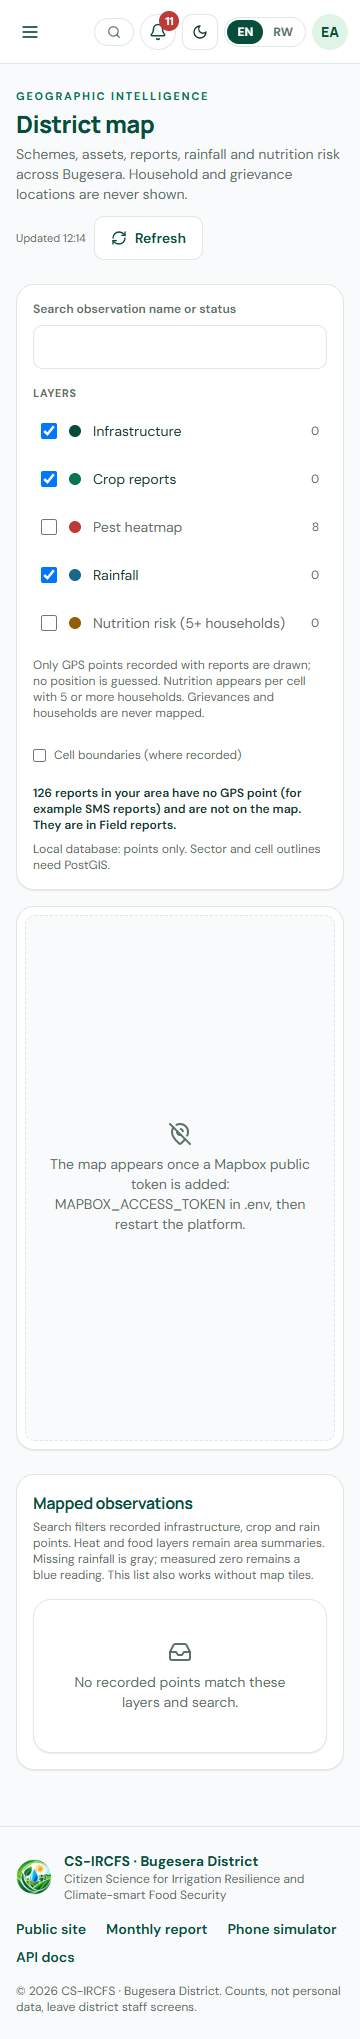 11
EN
RW
EA
GEOGRAPHIC INTELLIGENCE
District map
Schemes, assets, reports, rainfall and nutrition risk
across Bugesera. Household and grievance
locations are never shown.
Updated 12:14
Refresh
Search observation name or status
LAYERS
Infrastructure 0
Crop reports 0
Pest heatmap 8
Rainfall 0
Nutrition risk (5+ households) 0
Only GPS points recorded with reports are drawn;
no position is guessed. Nutrition appears per cell
with 5 or more households. Grievances and
households are never mapped.
Cell boundaries (where recorded)
126 reports in your area have no GPS point (for
example SMS reports) and are not on the map.
They are in Field reports.
Local database: points only. Sector and cell outlines
need PostGIS.
The map appears once a Mapbox public
token is added:
MAPBOX_ACCESS_TOKEN in .env, then
restart the platform.
Mapped observations
Search filters recorded infrastructure, crop and rain
points. Heat and food layers remain area summaries.
Missing rainfall is gray; measured zero remains a
blue reading. This list also works without map tiles.
No recorded points match these
layers and search.
CS-IRCFS · Bugesera District
Citizen Science for Irrigation Resilience and
Climate-smart Food Security
Public site Monthly report Phone simulator
API docs
© 2026 CS-IRCFS · Bugesera District. Counts, not personal
data, leave district staff screens.